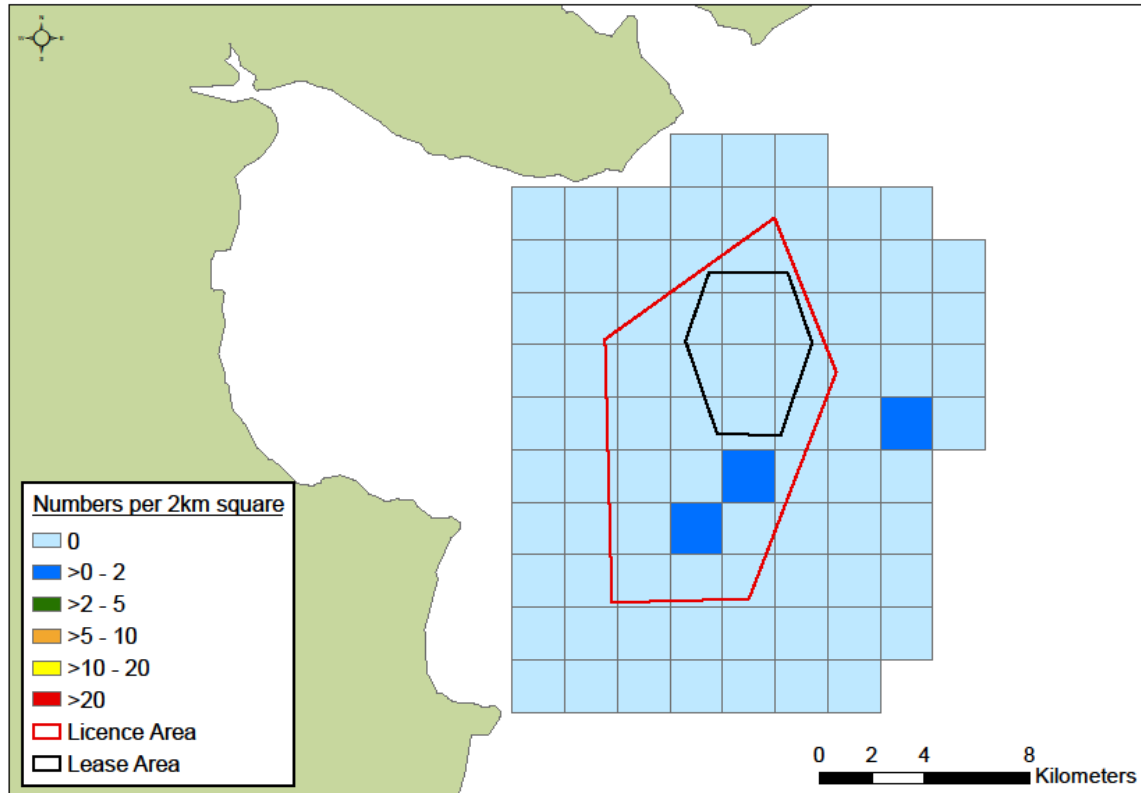 N
W E
S
Numbers per 2km square
0
>0 - 2
>2 - 5
>5 - 10
>10 - 20
>20
Licence Area
Lease Area
0 2 4 8
Kilometers